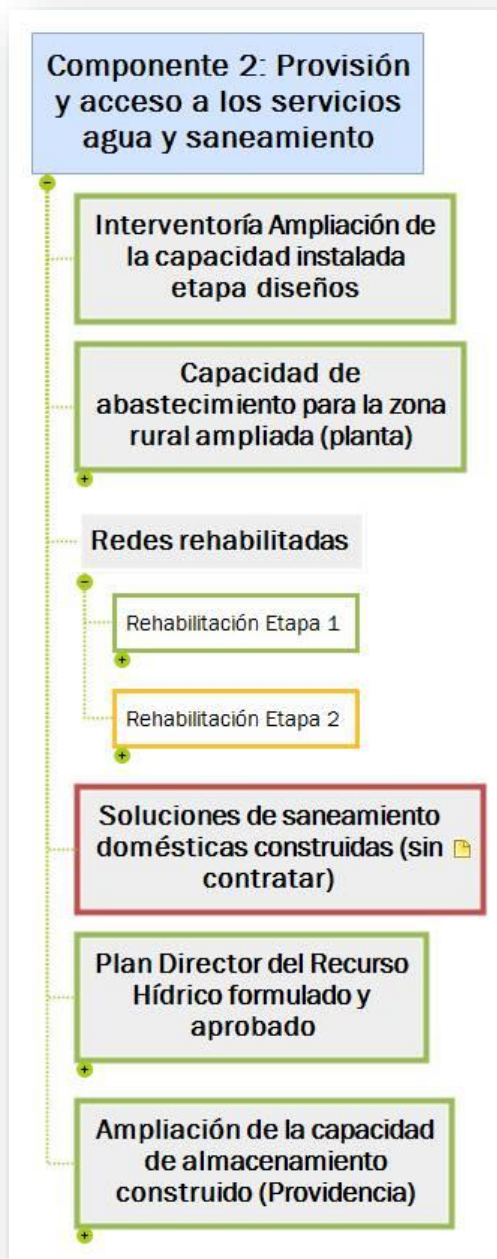 Componente 2: Provisión
y acceso a los servicios
agua y saneamiento
Interventoría Ampliación de
la capacidad instalada
etapa diseños
Capacidad de
abastecimiento para la zona
rural ampliada (planta)
Redes rehabilitadas
Rehabilitación Etapa 1
Rehabilitación Etapa 2
Soluciones de saneamiento
domésticas construidas (sin
contratar)
Plan Director del Recurso
Hídrico formulado y
aprobado
Ampliación de la capacidad
de almacenamiento
construido (Providencia)